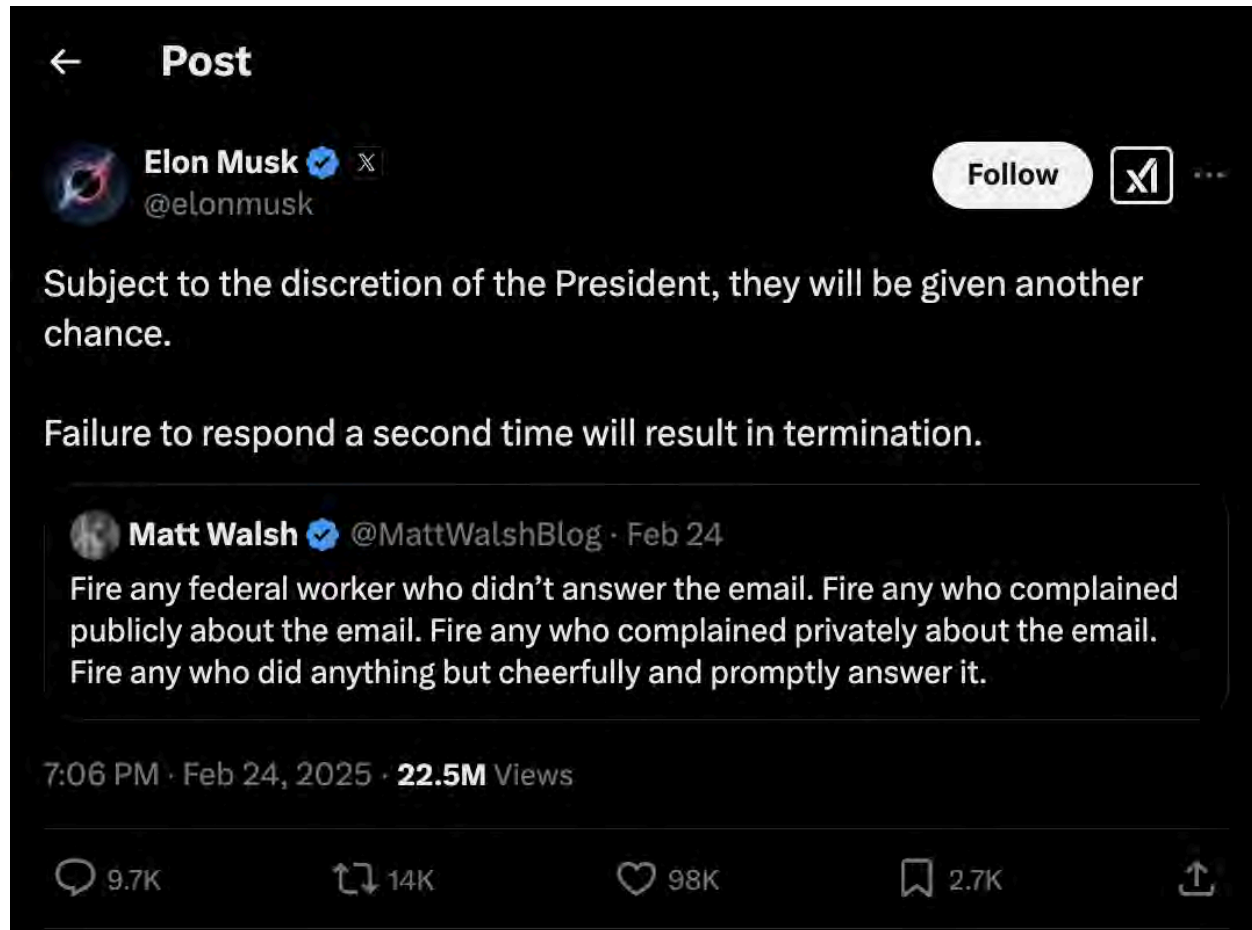 Post
Elon Musk
@elonmusk
Follow
Subject to the discretion of the President, they will be given another
chance.
Failure to respond a second time will result in termination.
Matt Walsh @MattWalshBlog · Feb 24
Fire any federal worker who didn’t answer the email. Fire any who complained
publicly about the email. Fire any who complained privately about the email.
Fire any who did anything but cheerfully and promptly answer it.
7:06 PM · Feb 24, 2025 · 22.5M Views
9.7K 14K 98K 2.7K